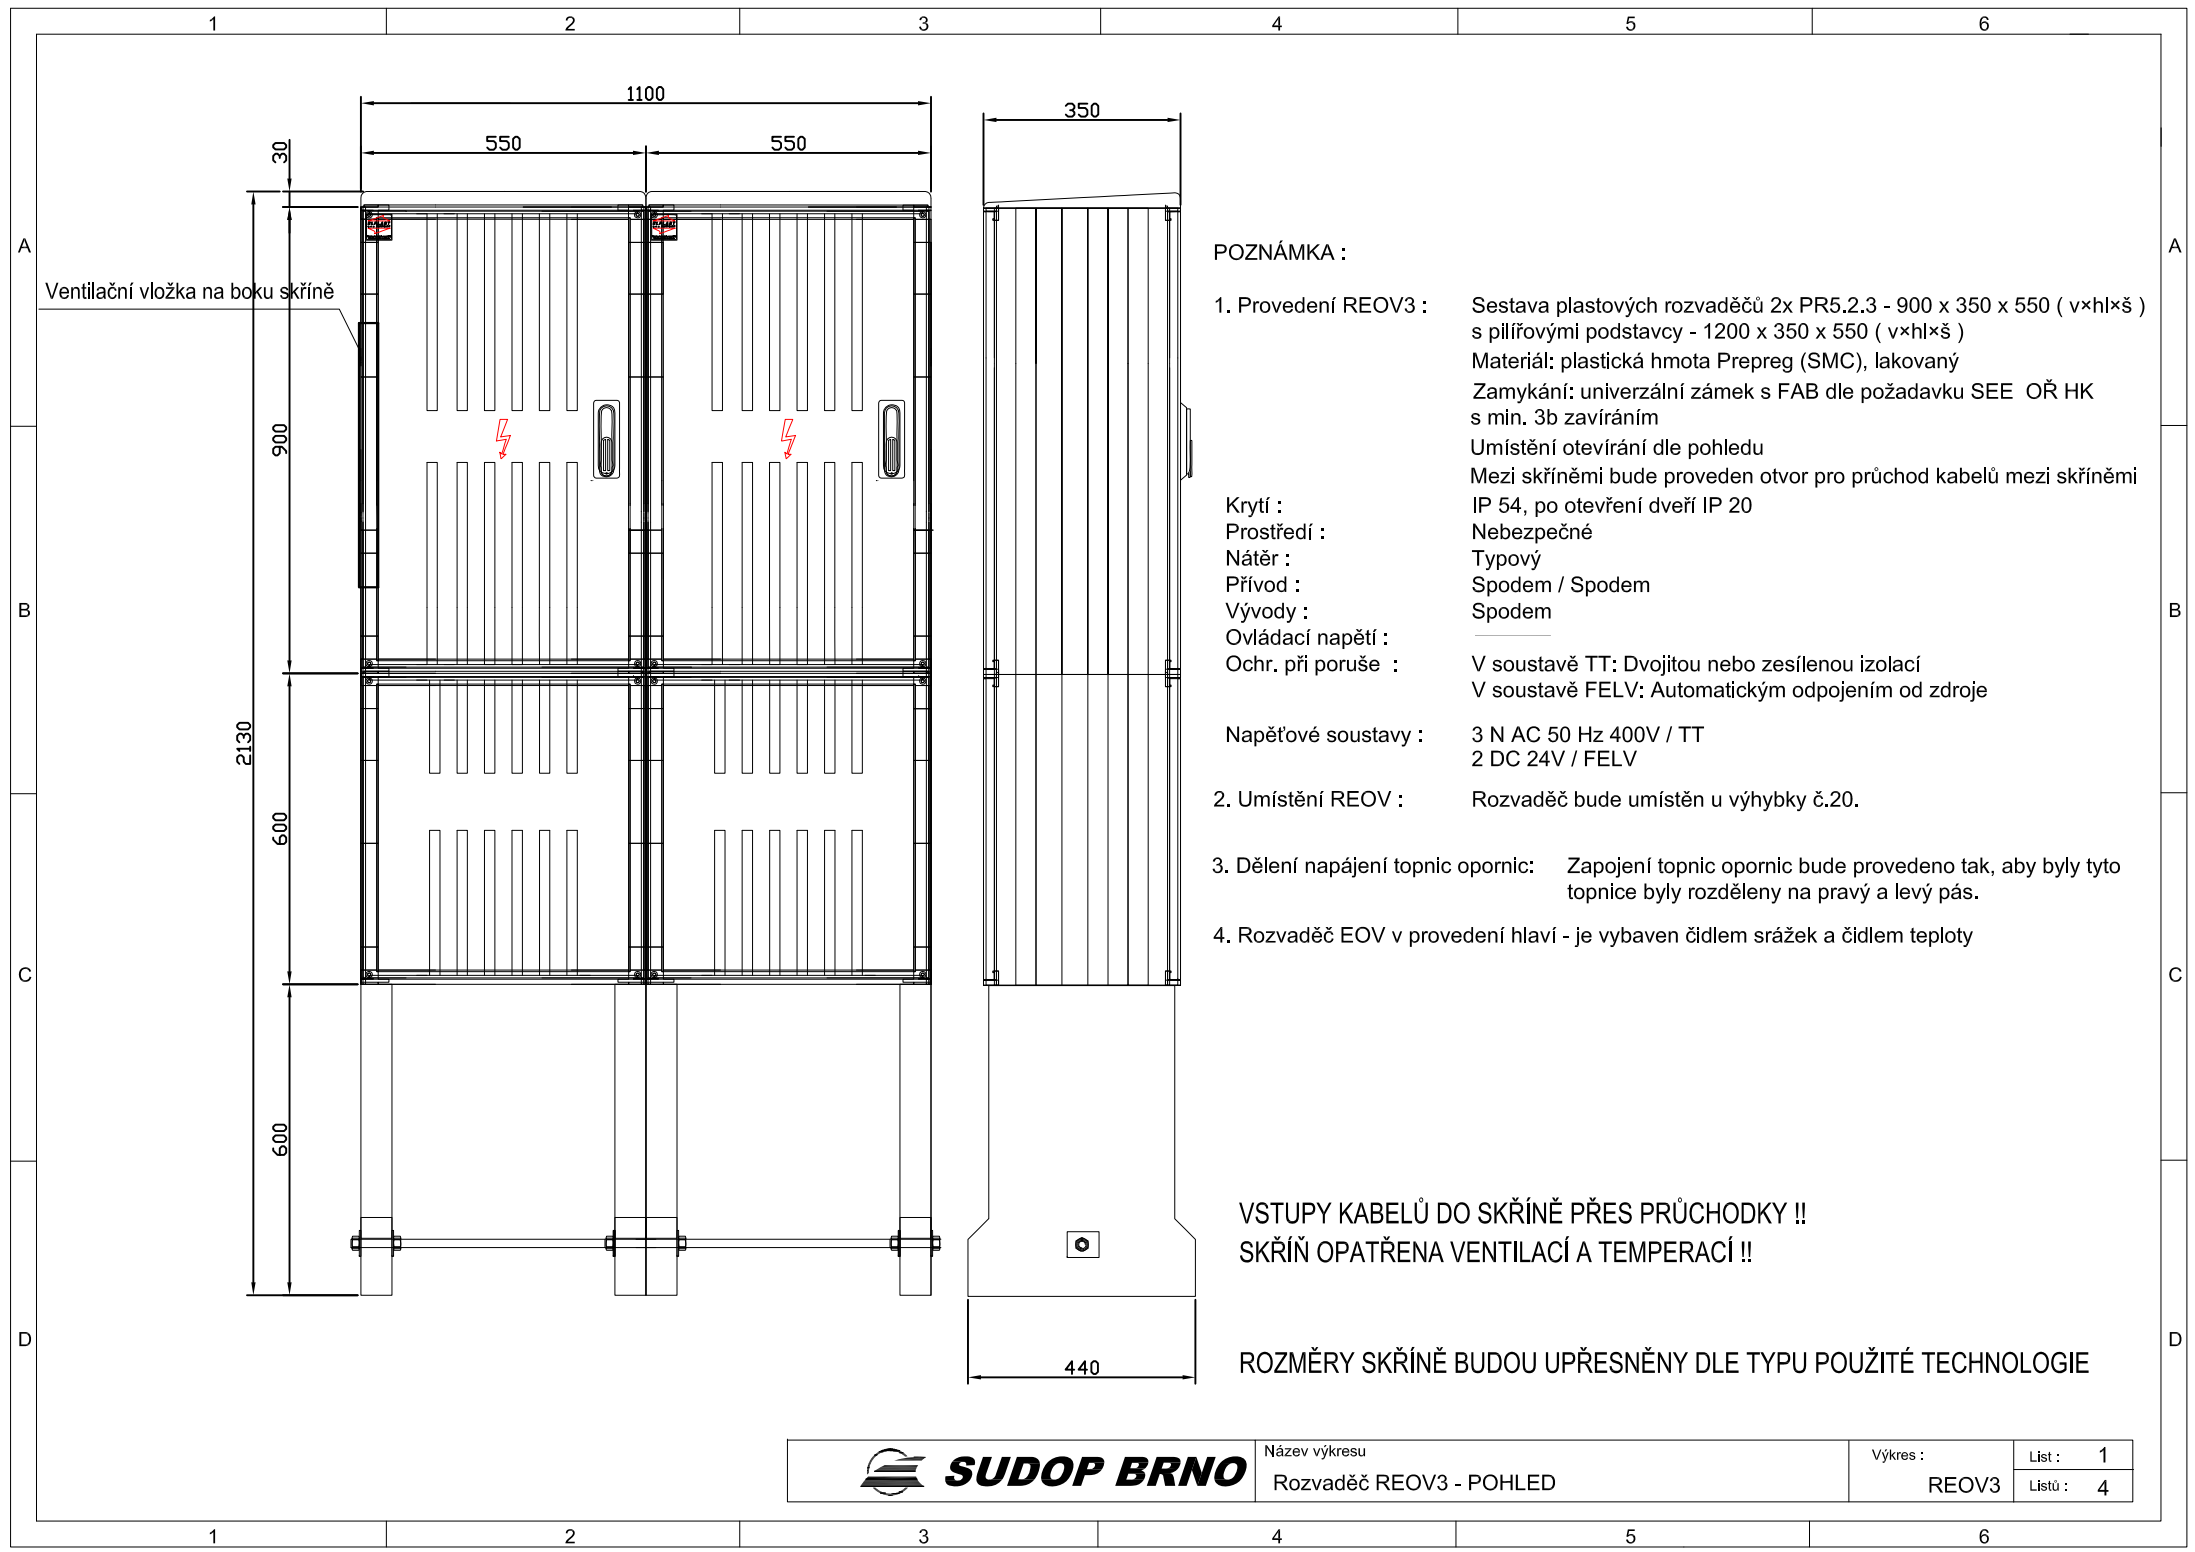 1 2 3 4 5 6
1100
350
550 550
30
A A
POZNÁMKA :
Ventilační vložka na boku skříně
1. Provedení REOV3 : Sestava plastových rozvaděčů 2x PR5.2.3 - 900 x 350 x 550 ( v×hl×š )
s pilířovými podstavcy - 1200 x 350 x 550 ( v×hl×š )
Materiál: plastická hmota Prepreg (SMC), lakovaný
Zamykání: univerzální zámek s FAB dle požadavku SEE OŘ HK
s min. 3b zavíráním
900
Umístění otevírání dle pohledu
Mezi skříněmi bude proveden otvor pro průchod kabelů mezi skříněmi
Krytí : IP 54, po otevření dveří IP 20
Prostředí : Nebezpečné
Nátěr : Typový
Přívod : Spodem / Spodem
B B
Vývody : Spodem
Ovládací napětí :
Ochr. při poruše : V soustavě TT: Dvojitou nebo zesílenou izolací
V soustavě FELV: Automatickým odpojením od zdroje
2130
Napěťové soustavy : 3 N AC 50 Hz 400V / TT
2 DC 24V / FELV
2. Umístění REOV : Rozvaděč bude umístěn u výhybky č.20.
600
3. Dělení napájení topnic opornic: Zapojení topnic opornic bude provedeno tak, aby byly tyto
topnice byly rozděleny na pravý a levý pás.
4. Rozvaděč EOV v provedení hlaví - je vybaven čidlem srážek a čidlem teploty
C C
600
VSTUPY KABELŮ DO SKŘÍNĚ PŘES PRŮCHODKY !!
SKŘÍŇ OPATŘENA VENTILACÍ A TEMPERACÍ !!
D D
440
ROZMĚRY SKŘÍNĚ BUDOU UPŘESNĚNY DLE TYPU POUŽITÉ TECHNOLOGIE
SUDOP BRNO
Název výkresu
Rozvaděč REOV3 - POHLED
Výkres :
REOV3
List : 1
Listů : 4
1 2 3 4 5 6